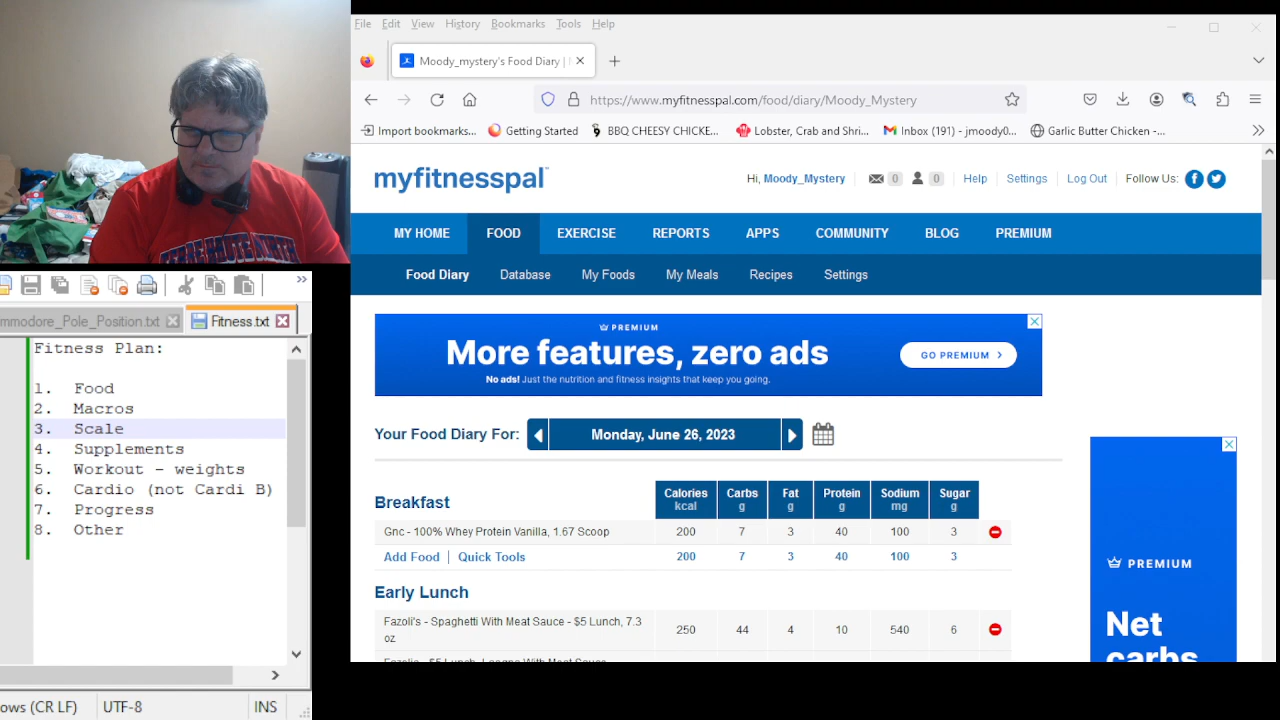 File Edit View History Bookmarks Tools Help
Moody_mystery's Food Diary |
https://www.myfitnesspal.com/food/diary/Moody_Mystery
Import bookmarks... Getting Started BBQ CHEESY CHICKE... Lobster, Crab and Shri... Inbox (191) - jmoody0... Garlic Butter Chicken -...
myfitnesspal
Hi, Moody_Mystery 0 0 Help Settings Log Out Follow Us:
MY HOME FOOD EXERCISE REPORTS APPS COMMUNITY BLOG PREMIUM
Food Diary Database My Foods My Meals Recipes Settings
PREMIUM
More features, zero ads
No ads! Just the nutrition and fitness insights that keep you going.
GO PREMIUM
Your Food Diary For: Monday, June 26, 2023
Breakfast Calories kcal Carbs g Fat g Protein g Sodium mg Sugar g
Gnc - 100% Whey Protein Vanilla, 1.67 Scoop 200 7 3 40 100 3
Add Food | Quick Tools 200 7 3 40 100 3
Early Lunch
Fazoli's - Spaghetti With Meat Sauce - $5 Lunch, 7.3
oz 250 44 4 10 540 6
PREMIUM
Net
carbs
mmodore_Pole_Position.txt Fitness.txt
Fitness Plan:
1. Food
2. Macros
3. Scale
4. Supplements
5. Workout - weights
6. Cardio (not Cardi B)
7. Progress
8. Other
ows (CR LF) UTF-8 INS